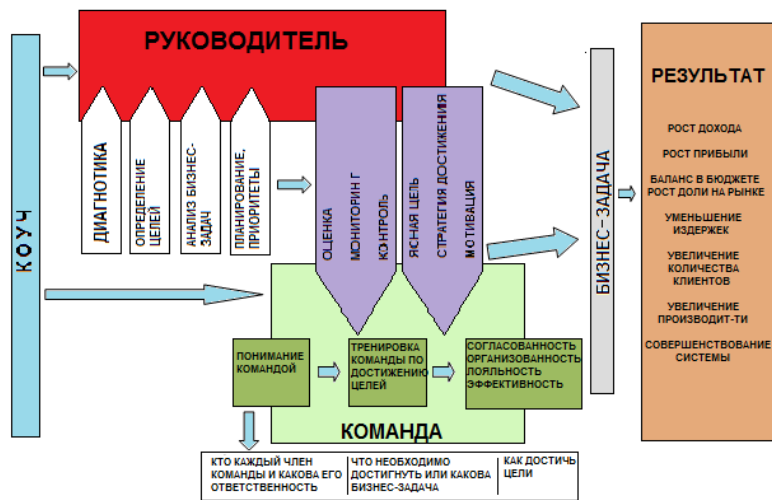 КОУЧ
РУКОВОДИТЕЛЬ
ДИАГНОТИКА
ОПРЕДЕЛЕНИЕ
ЦЕЛЕЙ
АНАЛИЗ БИЗНЕС-
ЗАДАЧ
ПЛАНИРОВАНИЕ,
ПРИОРИТЕТЫ
ОЦЕНКА
МОНИТОРИН Г
КОНТРОЛЬ
ЯСНАЯ ЦЕЛЬ
СТРАТЕГИЯ ДОСТИЖЕНИЯ
МОТИВАЦИЯ
ПОНИМАНИЕ
КОМАНДОЙ
ТРЕНИРОВКА
КОМАНДЫ ПО
ДОСТИЖЕНИЮ
ЦЕЛЕЙ
СОГЛАСОВАННОСТЬ
ОРГАНИЗОВАННОСТЬ
ЛОЯЛЬНОСТЬ
ЭФФЕКТИВНОСТЬ
КОМАНДА
КТО КАЖДЫЙ ЧЛЕН
КОМАНДЫ И КАКОВА ЕГО
ОТВЕТСТВЕННОСТЬ
ЧТО НЕОБХОДИМО
ДОСТИГНУТЬ ИЛИ КАКОВА
БИЗНЕС-ЗАДАЧА
КАК ДОСТИЧЬ
ЦЕЛИ
БИЗНЕС-ЗАДАЧА
РЕЗУЛЬТАТ
РОСТ ДОХОДА
РОСТ ПРИБЫЛИ
БАЛАНС В БЮДЖЕТЕ
РОСТ ДОЛИ НА РЫНКЕ
УМЕНЬШЕНИЕ
ИЗДЕРЖЕК
УВЕЛИЧЕНИЕ
КОЛИЧЕСТВА
КЛИЕНТОВ
УВЕЛИЧЕНИЕ
ПРОИЗВОДИТ-ТИ
СОВЕРШЕНСТВОВАНИЕ
СИСТЕМЫ